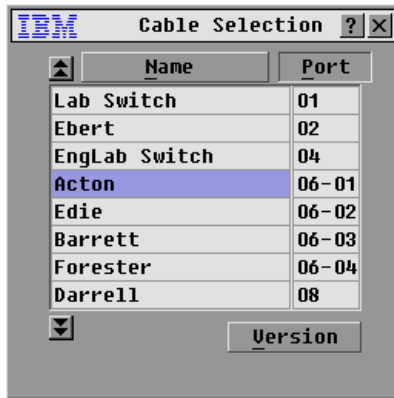 IBM Cable Selection ? X
Name Port
Lab Switch 01
Ebert 02
EngLab Switch 04
Acton 06-01
Edie 06-02
Barrett 06-03
Forester 06-04
Darrell 08
Version